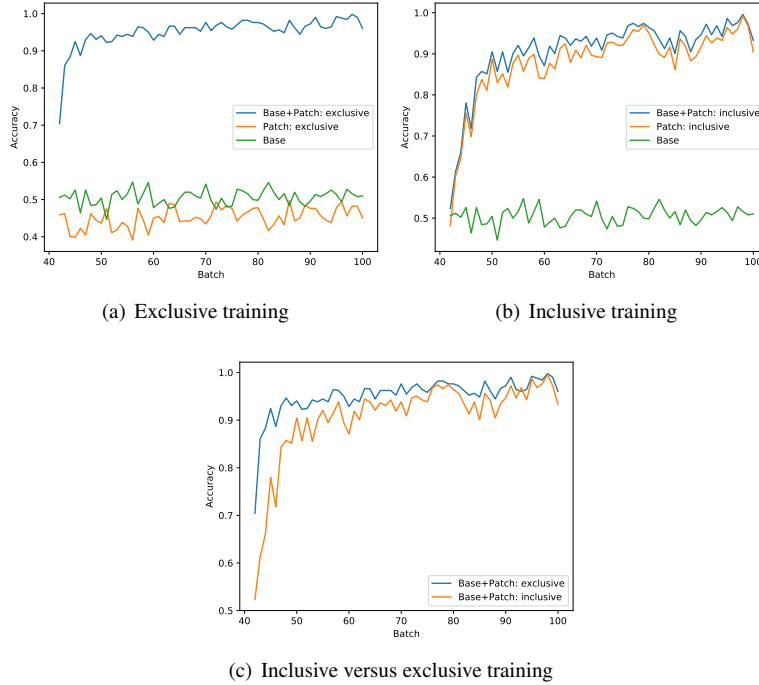 1.0
0.9
0.8
0.7
0.6
0.5
0.4
Accuracy
40 50 60 70 80 90 100
Batch
Base+Patch: exclusive
Patch: exclusive
Base
(a) Exclusive training
1.0
0.9
0.8
0.7
0.6
0.5
Accuracy
40 50 60 70 80 90 100
Batch
Base+Patch: inclusive
Patch: inclusive
Base
(b) Inclusive training
1.0
0.9
0.8
0.7
0.6
0.5
Accuracy
40 50 60 70 80 90 100
Batch
Base+Patch: exclusive
Base+Patch: inclusive
(c) Inclusive versus exclusive training